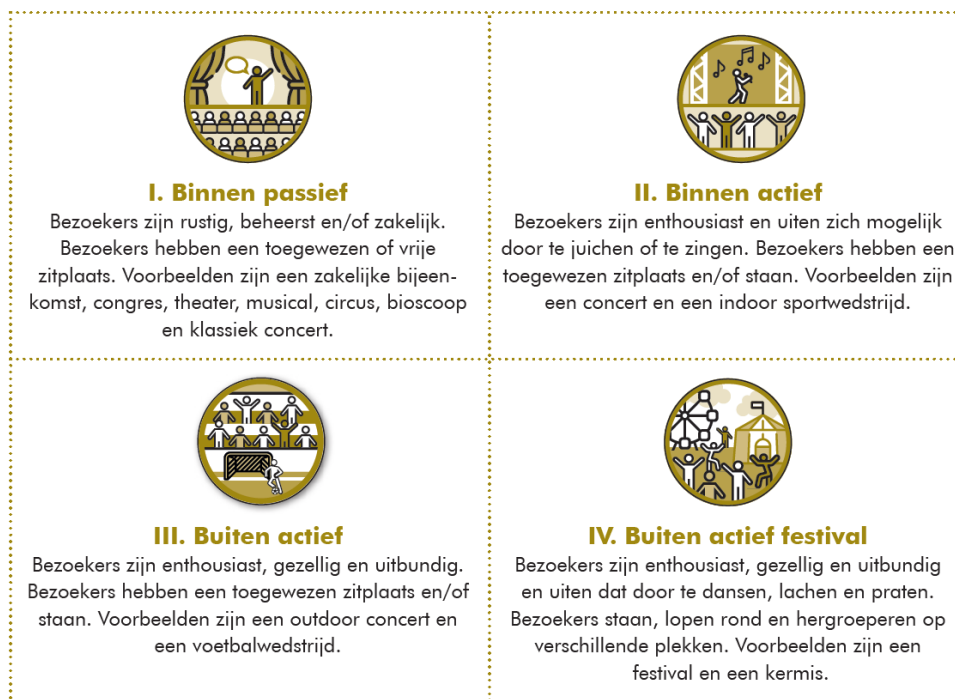 I. Binnen passief
Bezoekers zijn rustig, beheerst en/of zakelijk.
Bezoekers hebben een toegewezen of vrije
zitplaats. Voorbeelden zijn een zakelijke bijeen-
komst, congres, theater, musical, circus, bioscoop
en klassiek concert.
II. Binnen actief
Bezoekers zijn enthousiast en uiten zich mogelijk
door te juichen of te zingen. Bezoekers hebben een
toegewezen zitplaats en/of staan. Voorbeelden zijn
een concert en een indoor sportwedstrijd.
III. Buiten actief
Bezoekers zijn enthousiast, gezellig en uitbundig.
Bezoekers hebben een toegewezen zitplaats en/of
staan. Voorbeelden zijn een outdoor concert en
een voetbalwedstrijd.
IV. Buiten actief festival
Bezoekers zijn enthousiast, gezellig en uitbundig
en uiten dat door te dansen, lachen en praten.
Bezoekers staan, lopen rond en hergroeperen op
verschillende plekken. Voorbeelden zijn een
festival en een kermis.